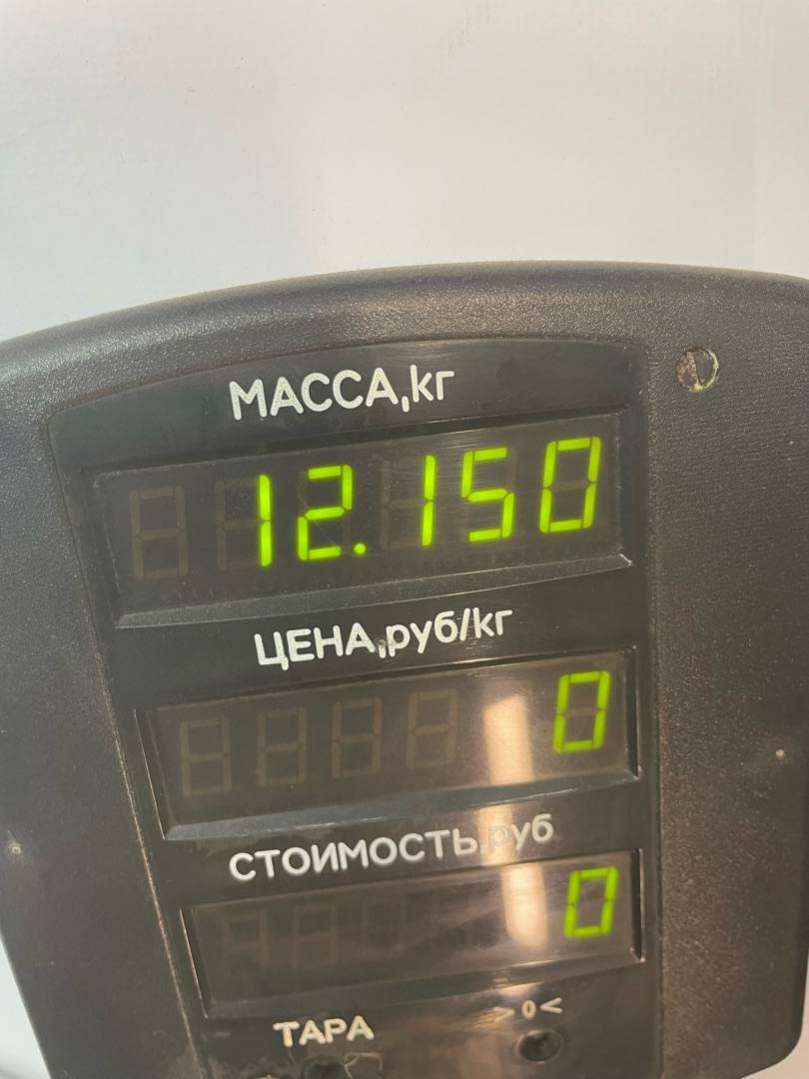 МАССА,кг
12.150
ЦЕНА,руб/кг
0
СТОИМОСТЬ,руб
0
ТАРА >0<